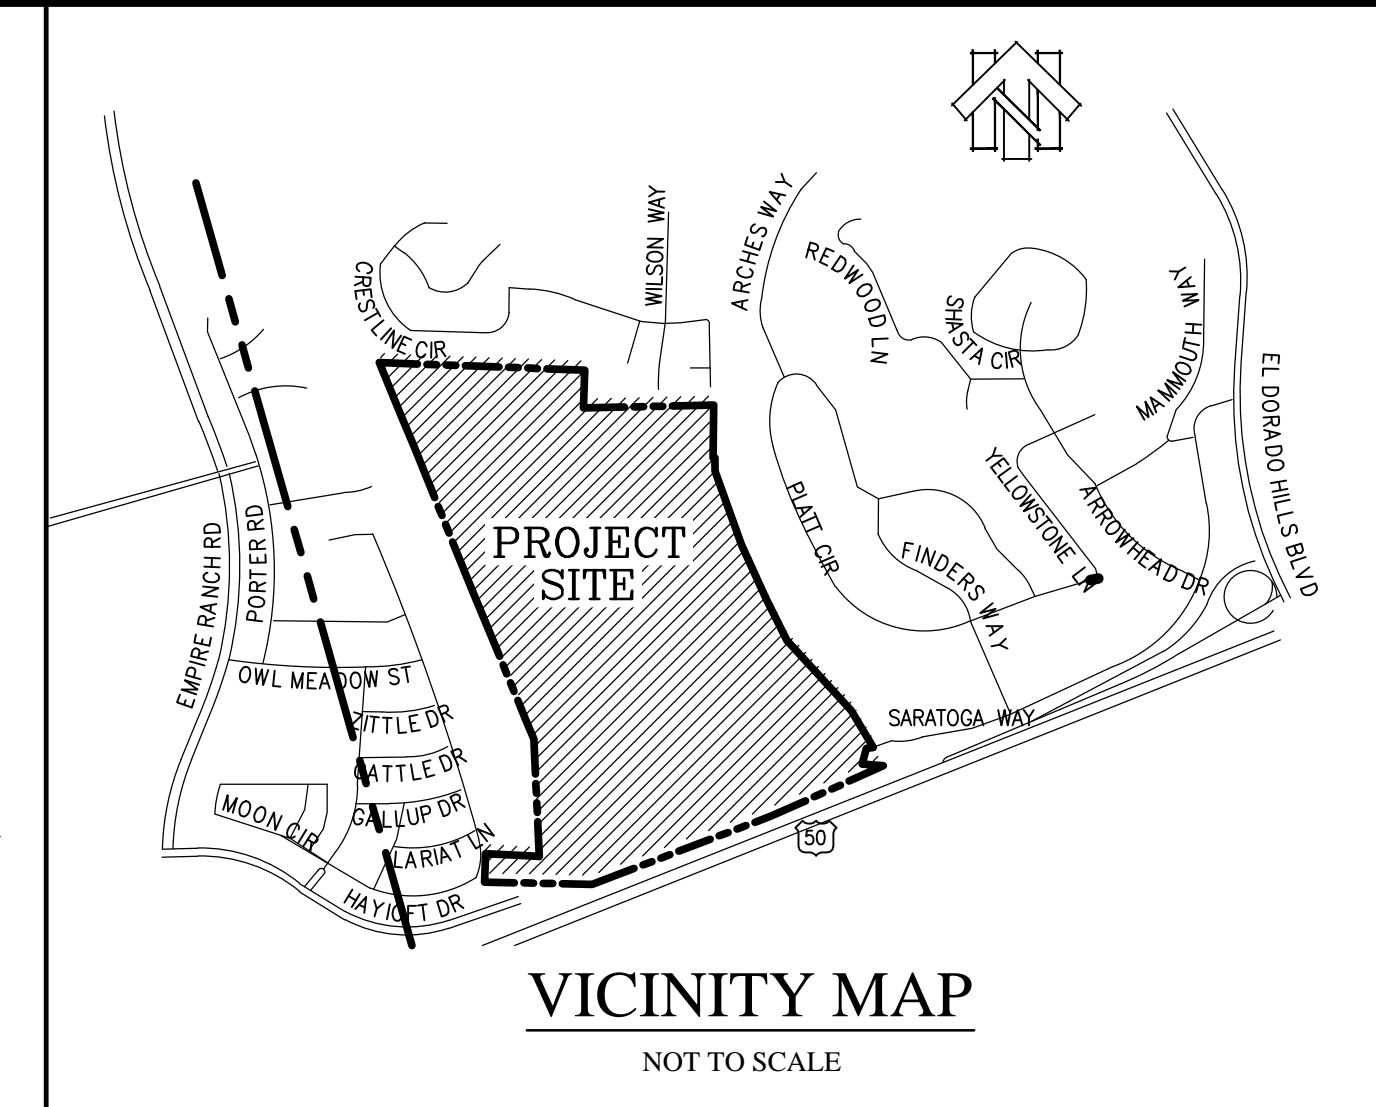 N
WILSON WAY
ARCHES WAY
REDWOOD LN
CRESTLINE CIR
SHASTA CIR
MAMMOUTH WAY
EL DORADO HILLS BLVD
YELLOWSTONE LN
ARROWHEAD DR
PLATT CIR
FINDERS WAY
PROJECT
SITE
EMPIRE RANCH RD
PORTER RD
OWL MEADOW ST
ZITTLE DR
CATTLE DR
GALLUP DR
LARIAT LN
MOON CIR
HAYLOFT DR
SARATOGA WAY
50
VICINITY MAP
NOT TO SCALE